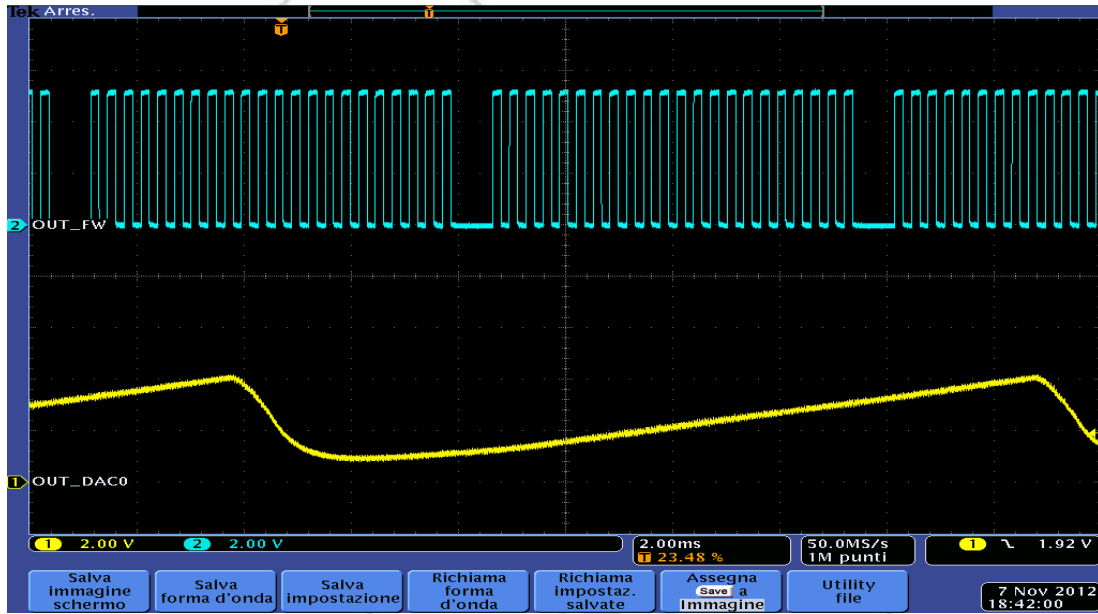 Tek Arres.
T
T
2 OUT_FW
1 OUT_DAC0
1 2.00 V 2 2.00 V
2.00ms
T 23.48 %
50.0MS/s
1M punti
1 1.92 V
Salva immagine schermo
Salva forma d'onda
Salva impostazione
Richiama forma d'onda
Richiama impostaz. salvate
Assegna Save a Immagine
Utility file
7 Nov 2012
18:42:00